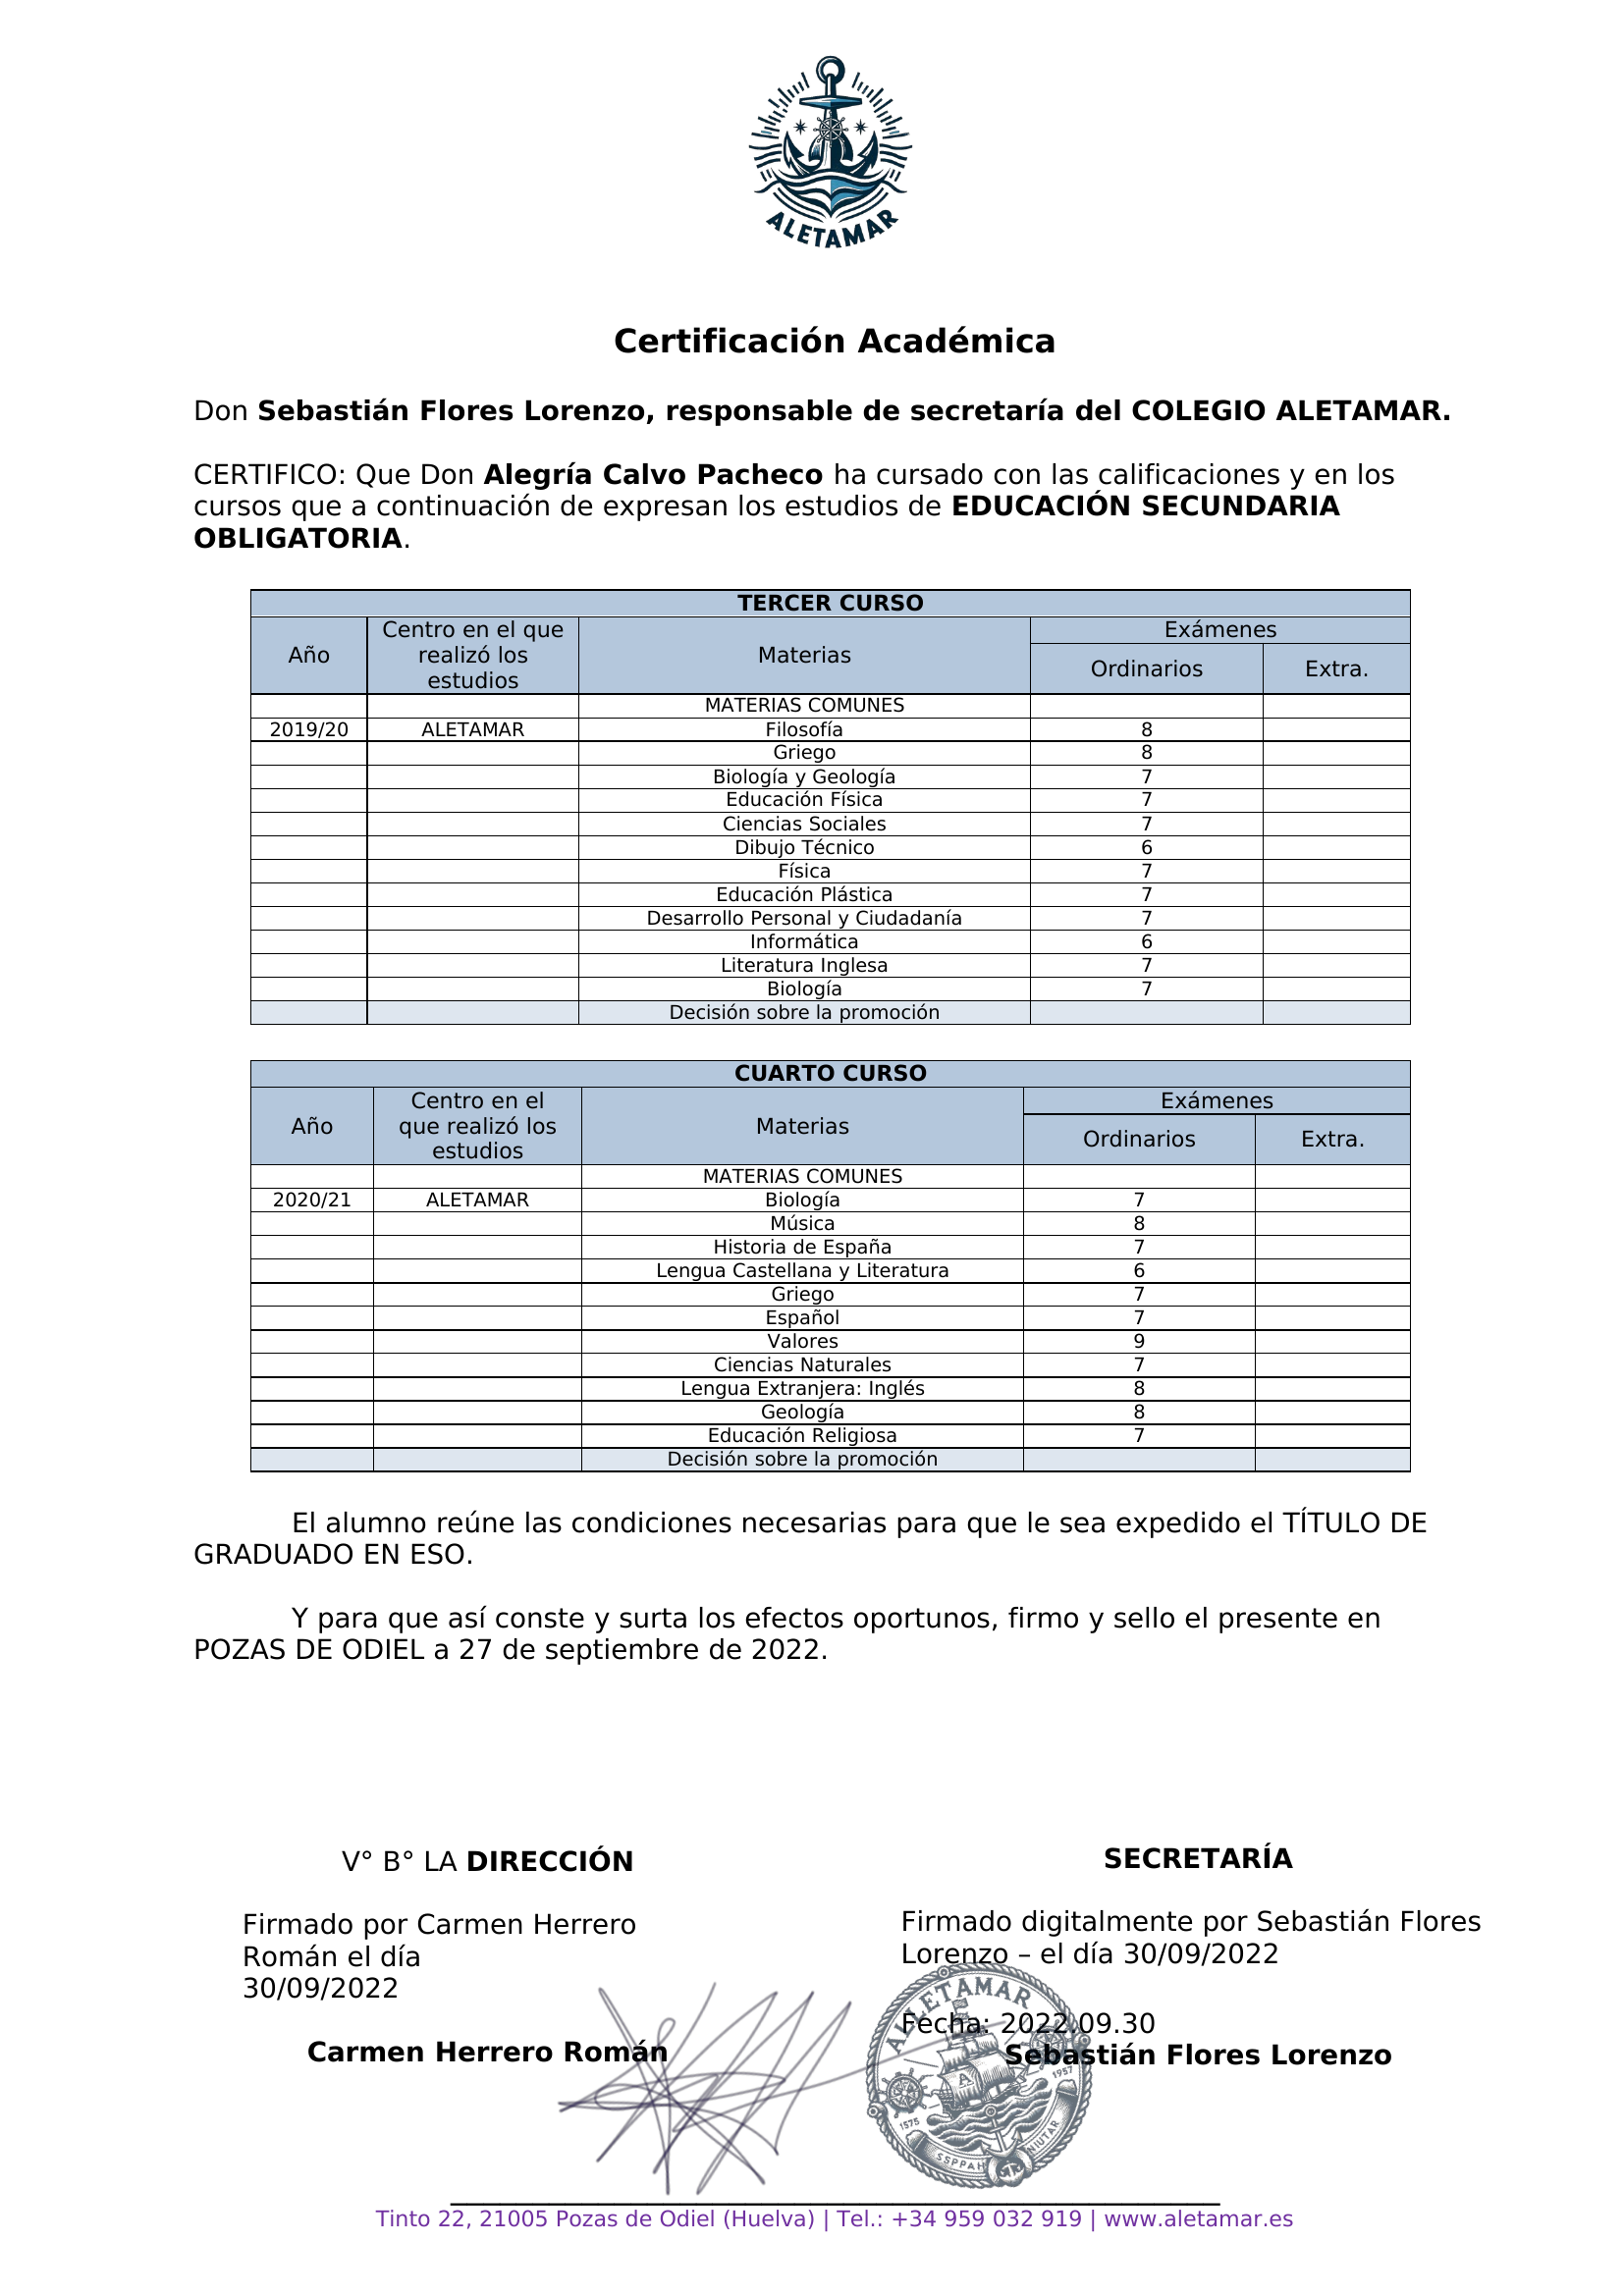 ALETAMAR
Certificación Académica
Don Sebastián Flores Lorenzo, responsable de secretaría del COLEGIO ALETAMAR.
CERTIFICO: Que Don Alegría Calvo Pacheco ha cursado con las calificaciones y en los
cursos que a continuación de expresan los estudios de EDUCACIÓN SECUNDARIA
OBLIGATORIA.
TERCER CURSO
Año Centro en el que realizó los estudios Materias Exámenes
Ordinarios Extra.
MATERIAS COMUNES
2019/20 ALETAMAR Filosofía 8
Griego 8
Biología y Geología 7
Educación Física 7
Ciencias Sociales 7
Dibujo Técnico 6
Física 7
Educación Plástica 7
Desarrollo Personal y Ciudadanía 7
Informática 6
Literatura Inglesa 7
Biología 7
Decisión sobre la promoción
CUARTO CURSO
Año Centro en el que realizó los estudios Materias Exámenes
Ordinarios Extra.
MATERIAS COMUNES
2020/21 ALETAMAR Biología 7
Música 8
Historia de España 7
Lengua Castellana y Literatura 6
Griego 7
Español 7
Valores 9
Ciencias Naturales 7
Lengua Extranjera: Inglés 8
Geología 8
Educación Religiosa 7
Decisión sobre la promoción
El alumno reúne las condiciones necesarias para que le sea expedido el TÍTULO DE
GRADUADO EN ESO.
Y para que así conste y surta los efectos oportunos, firmo y sello el presente en
POZAS DE ODIEL a 27 de septiembre de 2022.
V° B° LA DIRECCIÓN
Firmado por Carmen Herrero
Román el día
30/09/2022
Carmen Herrero Román
SECRETARÍA
Firmado digitalmente por Sebastián Flores
Lorenzo – el día 30/09/2022
Fecha: 2022.09.30
Sebastián Flores Lorenzo
ALLETAMAR
A
1575
1957
SSPPAH
NIUTAR
Tinto 22, 21005 Pozas de Odiel (Huelva) | Tel.: +34 959 032 919 | www.aletamar.es